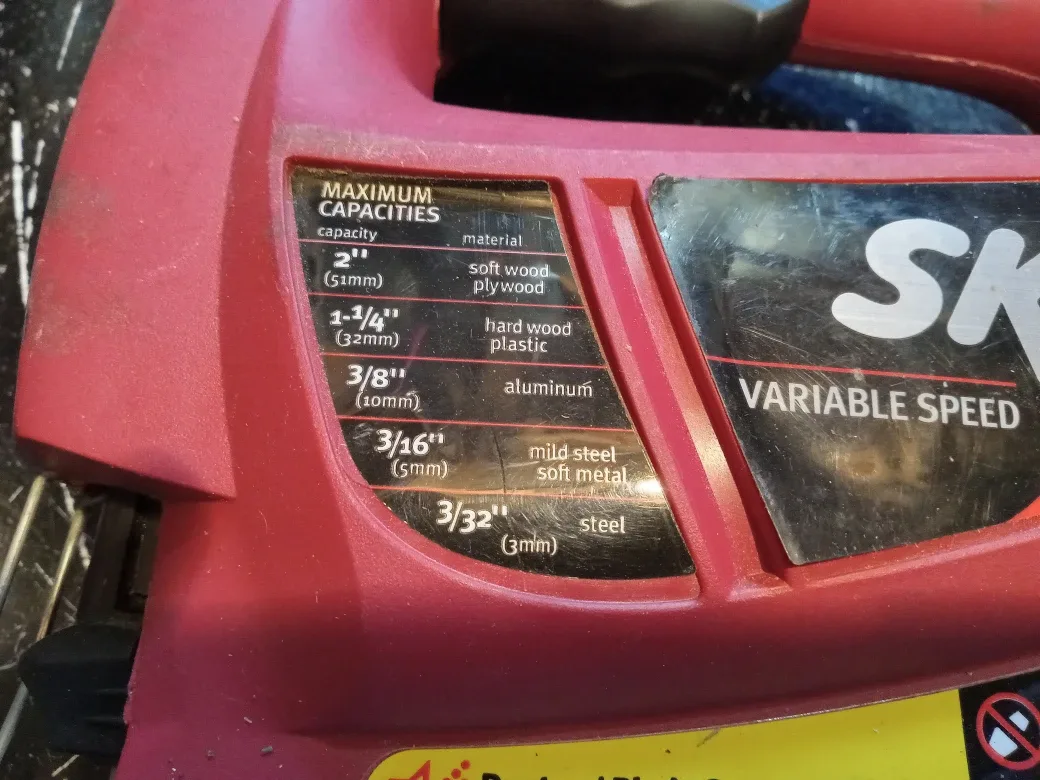 MAXIMUM
CAPACITIES
capacity material
2" (51mm) soft wood plywood
1-1/4" (32mm) hard wood plastic
3/8" (10mm) aluminum
3/16" (5mm) mild steel soft metal
3/32" (3mm) steel
SK
VARIABLE SPEED